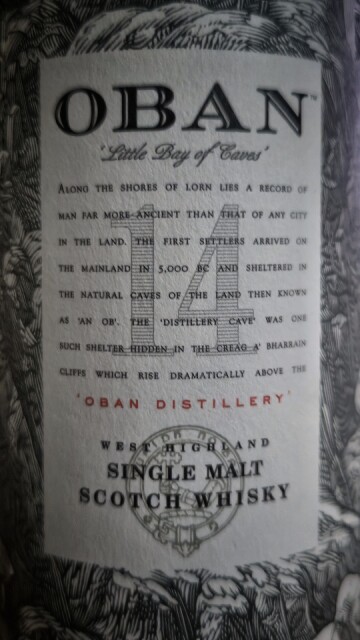 OBAN™
'Little Bay of Caves'
ALONG THE SHORES OF LORN LIES A RECORD OF
MAN FAR MORE ANCIENT THAN THAT OF ANY CITY
IN THE LAND. THE FIRST SETTLERS ARRIVED ON
THE MAINLAND IN 5,000 BC AND SHELTERED IN
THE NATURAL CAVES OF THE LAND THEN KNOWN
AS 'AN OB'. THE 'DISTILLERY CAVE' WAS ONE
SUCH SHELTER HIDDEN IN THE CREAG A' BHARRAIN
CLIFFS WHICH RISE DRAMATICALLY ABOVE THE
14
'OBAN DISTILLERY'
WEST HIGHLAND
SINGLE MALT
SCOTCH WHISKY